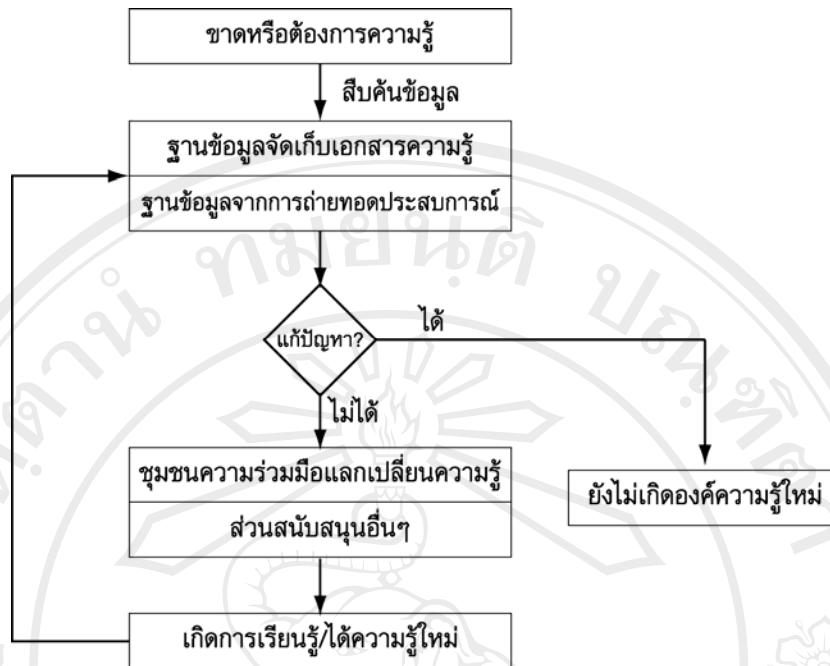 ขาดหรือต้องการความรู้
สืบค้นข้อมูล
ฐานข้อมูลจัดเก็บเอกสารความรู้
ฐานข้อมูลจากการถ่ายทอดประสบการณ์
แก้ปัญหา?
ได้
ไม่ได้
ชุมชนความร่วมมือแลกเปลี่ยนความรู้
ส่วนสนับสนุนอื่นๆ
ยังไม่เกิดองค์ความรู้ใหม่
เกิดการเรียนรู้/ได้ความรู้ใหม่